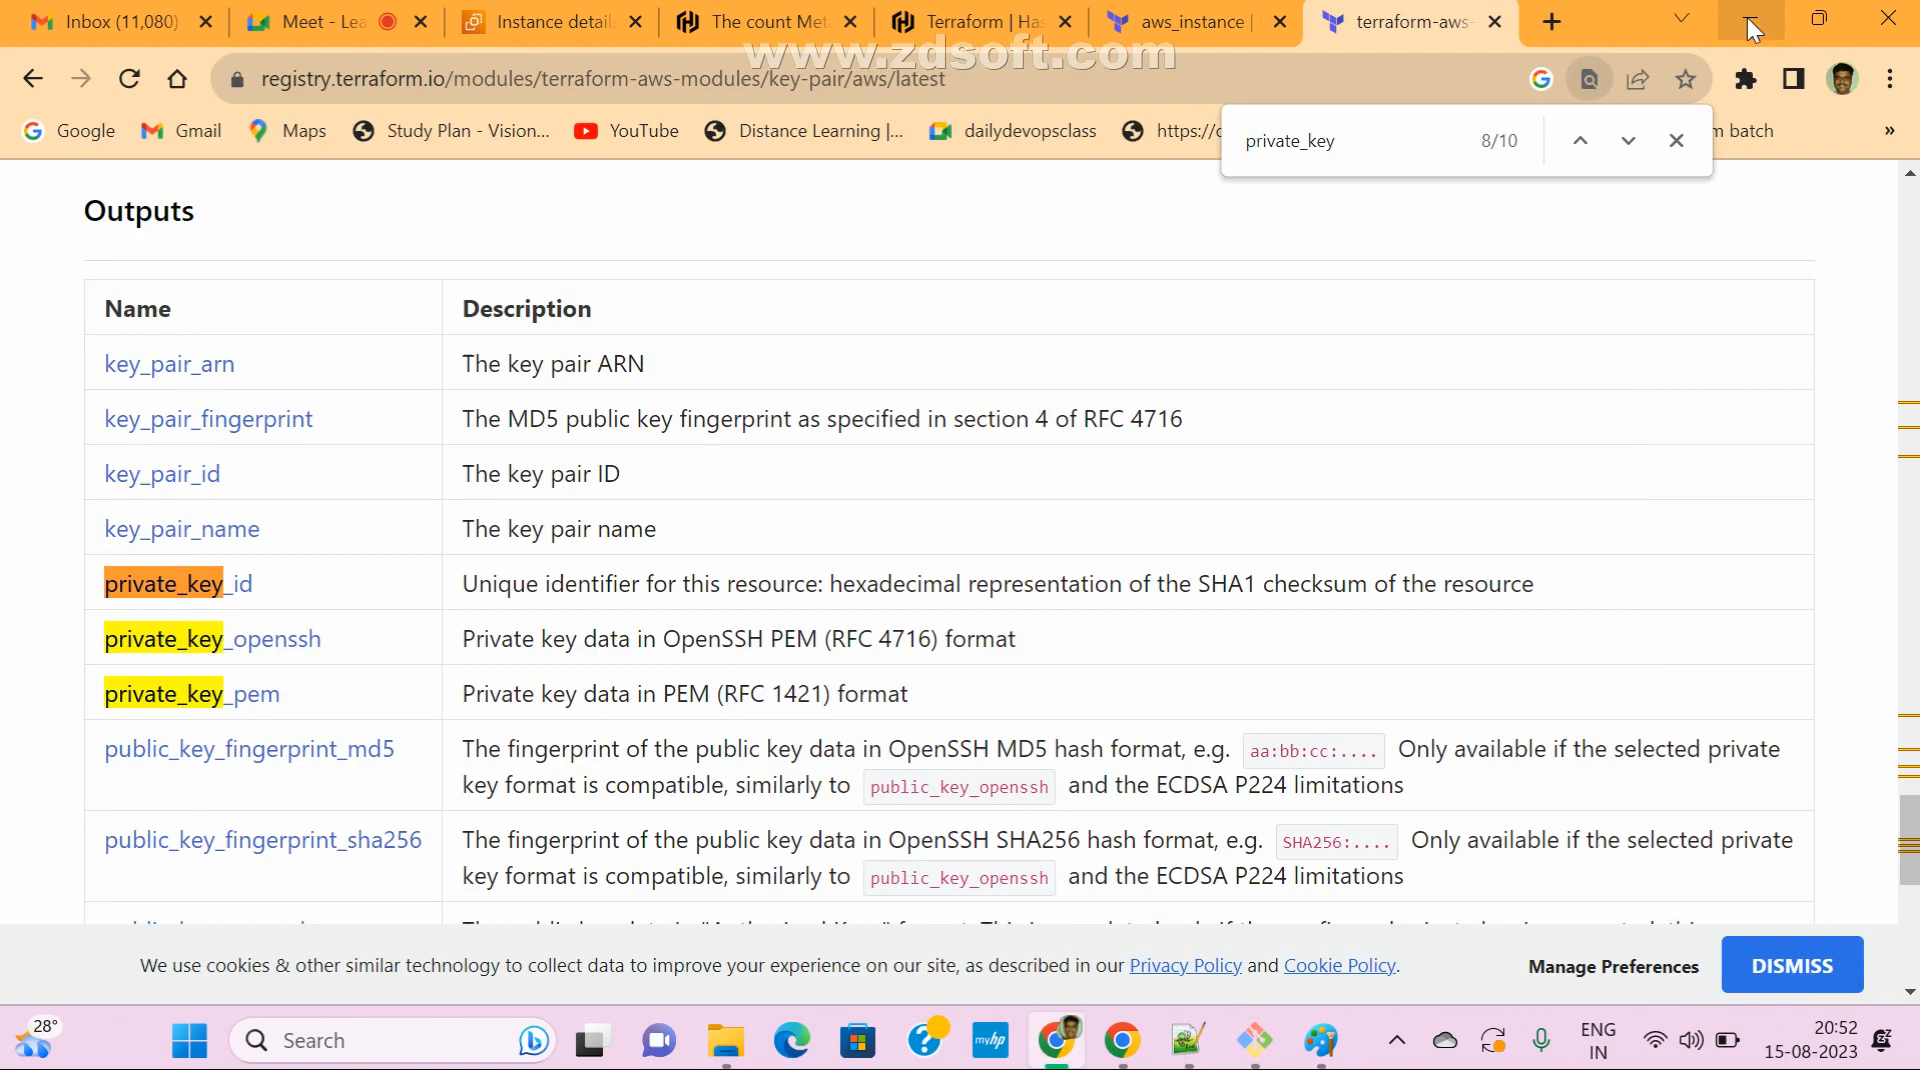 Inbox (11,080)
Meet - Lea
Instance detail
The count Met
Terraform | Has
aws_instance |
terraform-aws-
www.zdsoft.com
registry.terraform.io/modules/terraform-aws-modules/key-pair/aws/latest
Google
Gmail
Maps
Study Plan - Vision...
YouTube
Distance Learning |...
dailydevopsclass
https://c
m batch
»
private_key
8/10
Outputs
Name Description
key_pair_arn The key pair ARN
key_pair_fingerprint The MD5 public key fingerprint as specified in section 4 of RFC 4716
key_pair_id The key pair ID
key_pair_name The key pair name
private_key_id Unique identifier for this resource: hexadecimal representation of the SHA1 checksum of the resource
private_key_openssh Private key data in OpenSSH PEM (RFC 4716) format
private_key_pem Private key data in PEM (RFC 1421) format
public_key_fingerprint_md5 The fingerprint of the public key data in OpenSSH MD5 hash format, e.g. aa:bb:cc:.... Only available if the selected private
key format is compatible, similarly to public_key_openssh and the ECDSA P224 limitations
public_key_fingerprint_sha256 The fingerprint of the public key data in OpenSSH SHA256 hash format, e.g. SHA256:.... Only available if the selected private
key format is compatible, similarly to public_key_openssh and the ECDSA P224 limitations
We use cookies & other similar technology to collect data to improve your experience on our site, as described in our Privacy Policy and Cookie Policy.
Manage Preferences
DISMISS
28°
Search
myhp
ENG
IN
20:52
15-08-2023